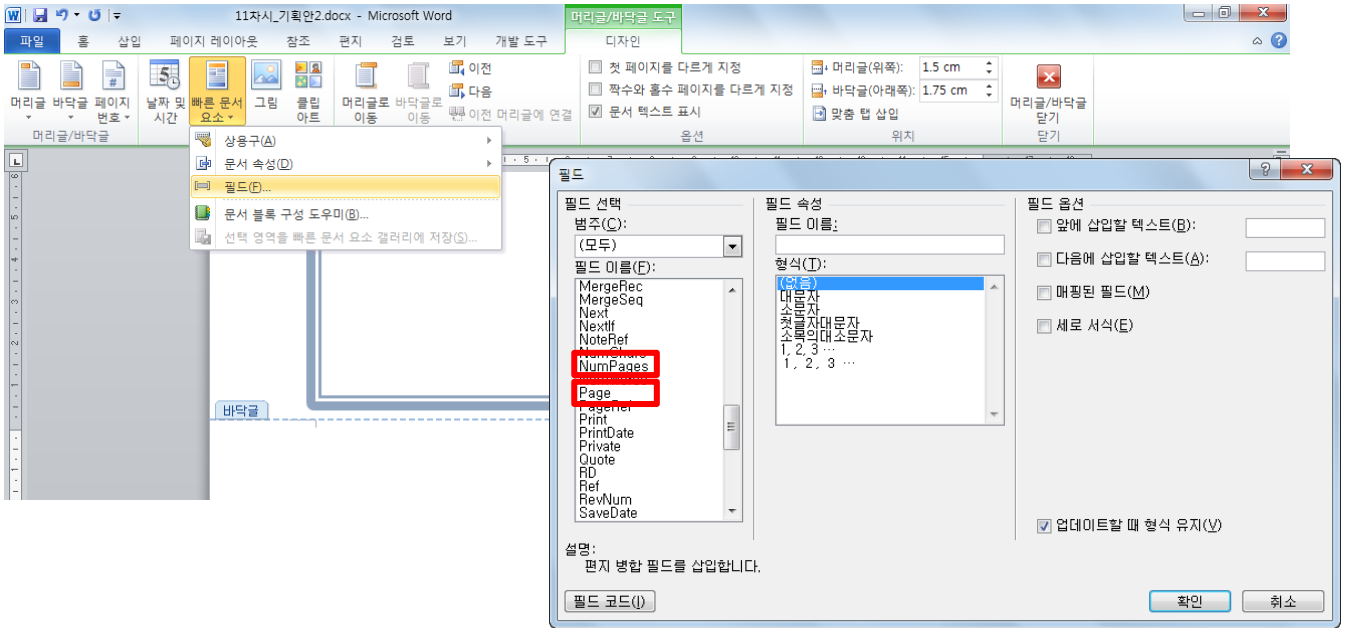 11차시_기획안2.docx - Microsoft Word
머리글/바닥글 도구
파일 홈 삽입 페이지 레이아웃 참조 편지 검토 보기 개발 도구 디자인
머리글 바닥글 페이지 번호
머리글/바닥글
날짜 및 시간
빠른 문서 요소
그림
클립 아트
머리글로 이동
바닥글로 이동
이전
다음
이전 머리글에 연결
첫 페이지를 다르게 지정
짝수와 홀수 페이지를 다르게 지정
문서 텍스트 표시
옵션
머리글(위쪽): 1.5 cm
바닥글(아래쪽): 1.75 cm
맞춤 탭 삽입
위치
머리글/바닥글 닫기
닫기
상용구(A)
문서 속성(D)
필드(F)...
문서 블록 구성 도우미(B)...
선택 영역을 빠른 문서 요소 갤러리에 저장(S)...
바닥글
필드
필드 선택
범주(C):
(모두)
필드 이름(F):
MergeRec
MergeSeq
Next
NextIf
NoteRef
NumPages
Page
PageRef
Print
PrintDate
Private
Quote
RD
Ref
RevNum
SaveDate
필드 속성
필드 이름:
형식(T):
(없음)
대문자
소문자
첫글자대문자
소목의대소문자
1, 2, 3 …
1, 2, 3 …
필드 옵션
앞에 삽입할 텍스트(B):
다음에 삽입할 텍스트(A):
매핑된 필드(M)
세로 서식(E)
업데이트할 때 형식 유지(V)
설명:
편지 병합 필드를 삽입합니다.
필드 코드(I)
확인 취소